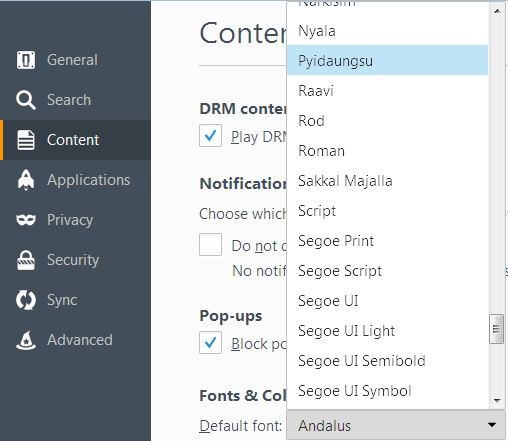 General
Search
Content
Applications
Privacy
Security
Sync
Advanced
Conten
DRM conten
Play DRM
Notification
Choose which
Do not d
No notif
Pop-ups
Block po
Fonts & Col
Default font:
Andalus
Narkisim
Nyala
Pyidaungsu
Raavi
Rod
Roman
Sakkal Majalla
Script
Segoe Print
Segoe Script
Segoe UI
Segoe UI Light
Segoe UI Semibold
Segoe UI Symbol